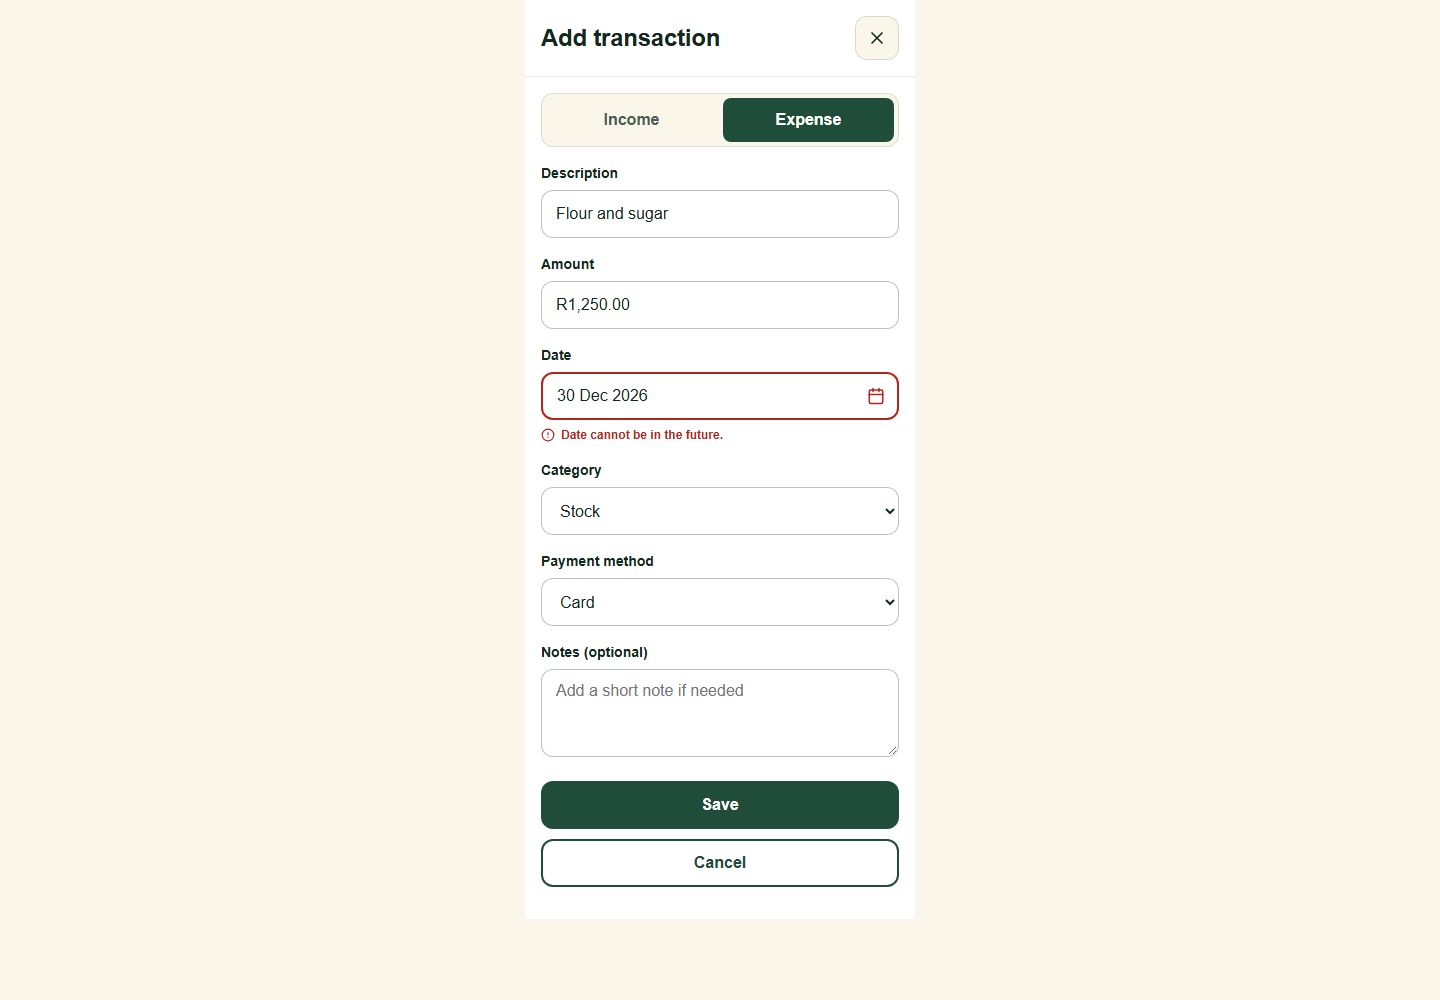 Add transaction
Income
Expense
Description
Flour and sugar
Amount
R1,250.00
Date
30 Dec 2026
Date cannot be in the future.
Category
Stock
Payment method
Card
Notes (optional)
Add a short note if needed
Save
Cancel